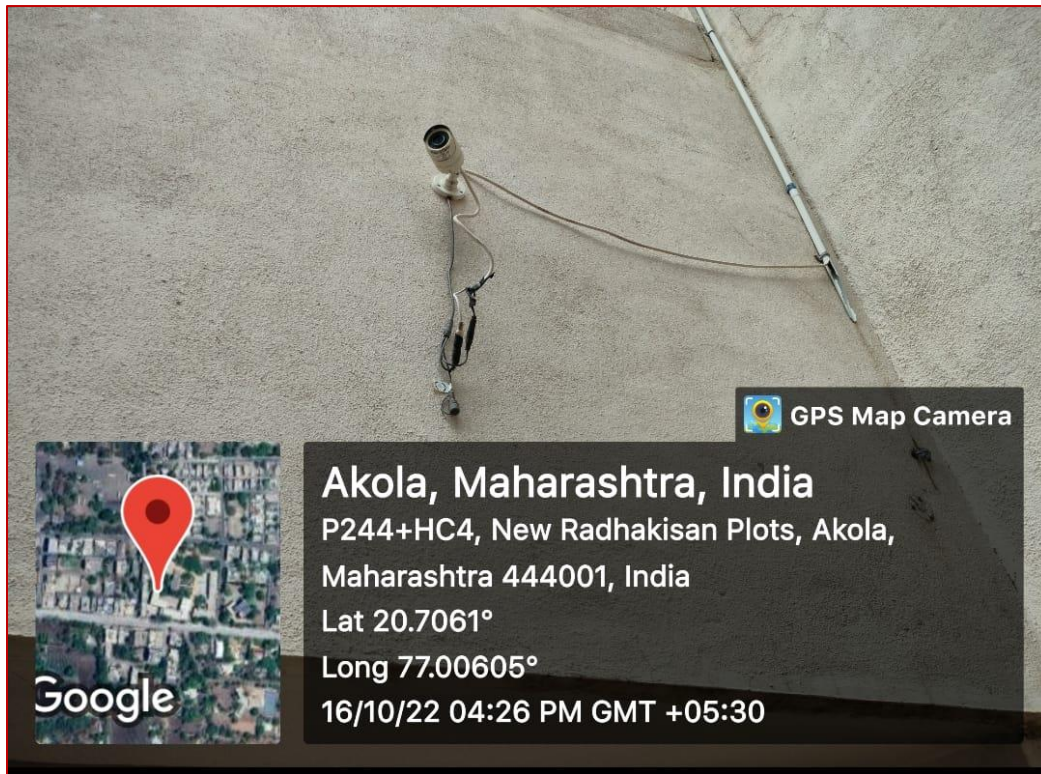 GPS Map Camera
Akola, Maharashtra, India
P244+HC4, New Radhakisan Plots, Akola,
Maharashtra 444001, India
Lat 20.7061°
Long 77.00605°
16/10/22 04:26 PM GMT +05:30
Google